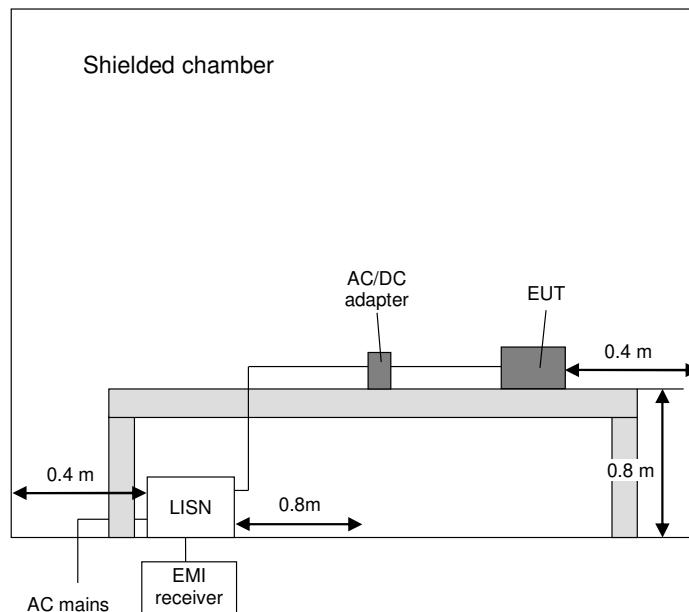 Shielded chamber
AC/DC
adapter
EUT
0.4 m
0.4 m
0.8 m
LISN
0.8m
EMI
receiver
AC mains